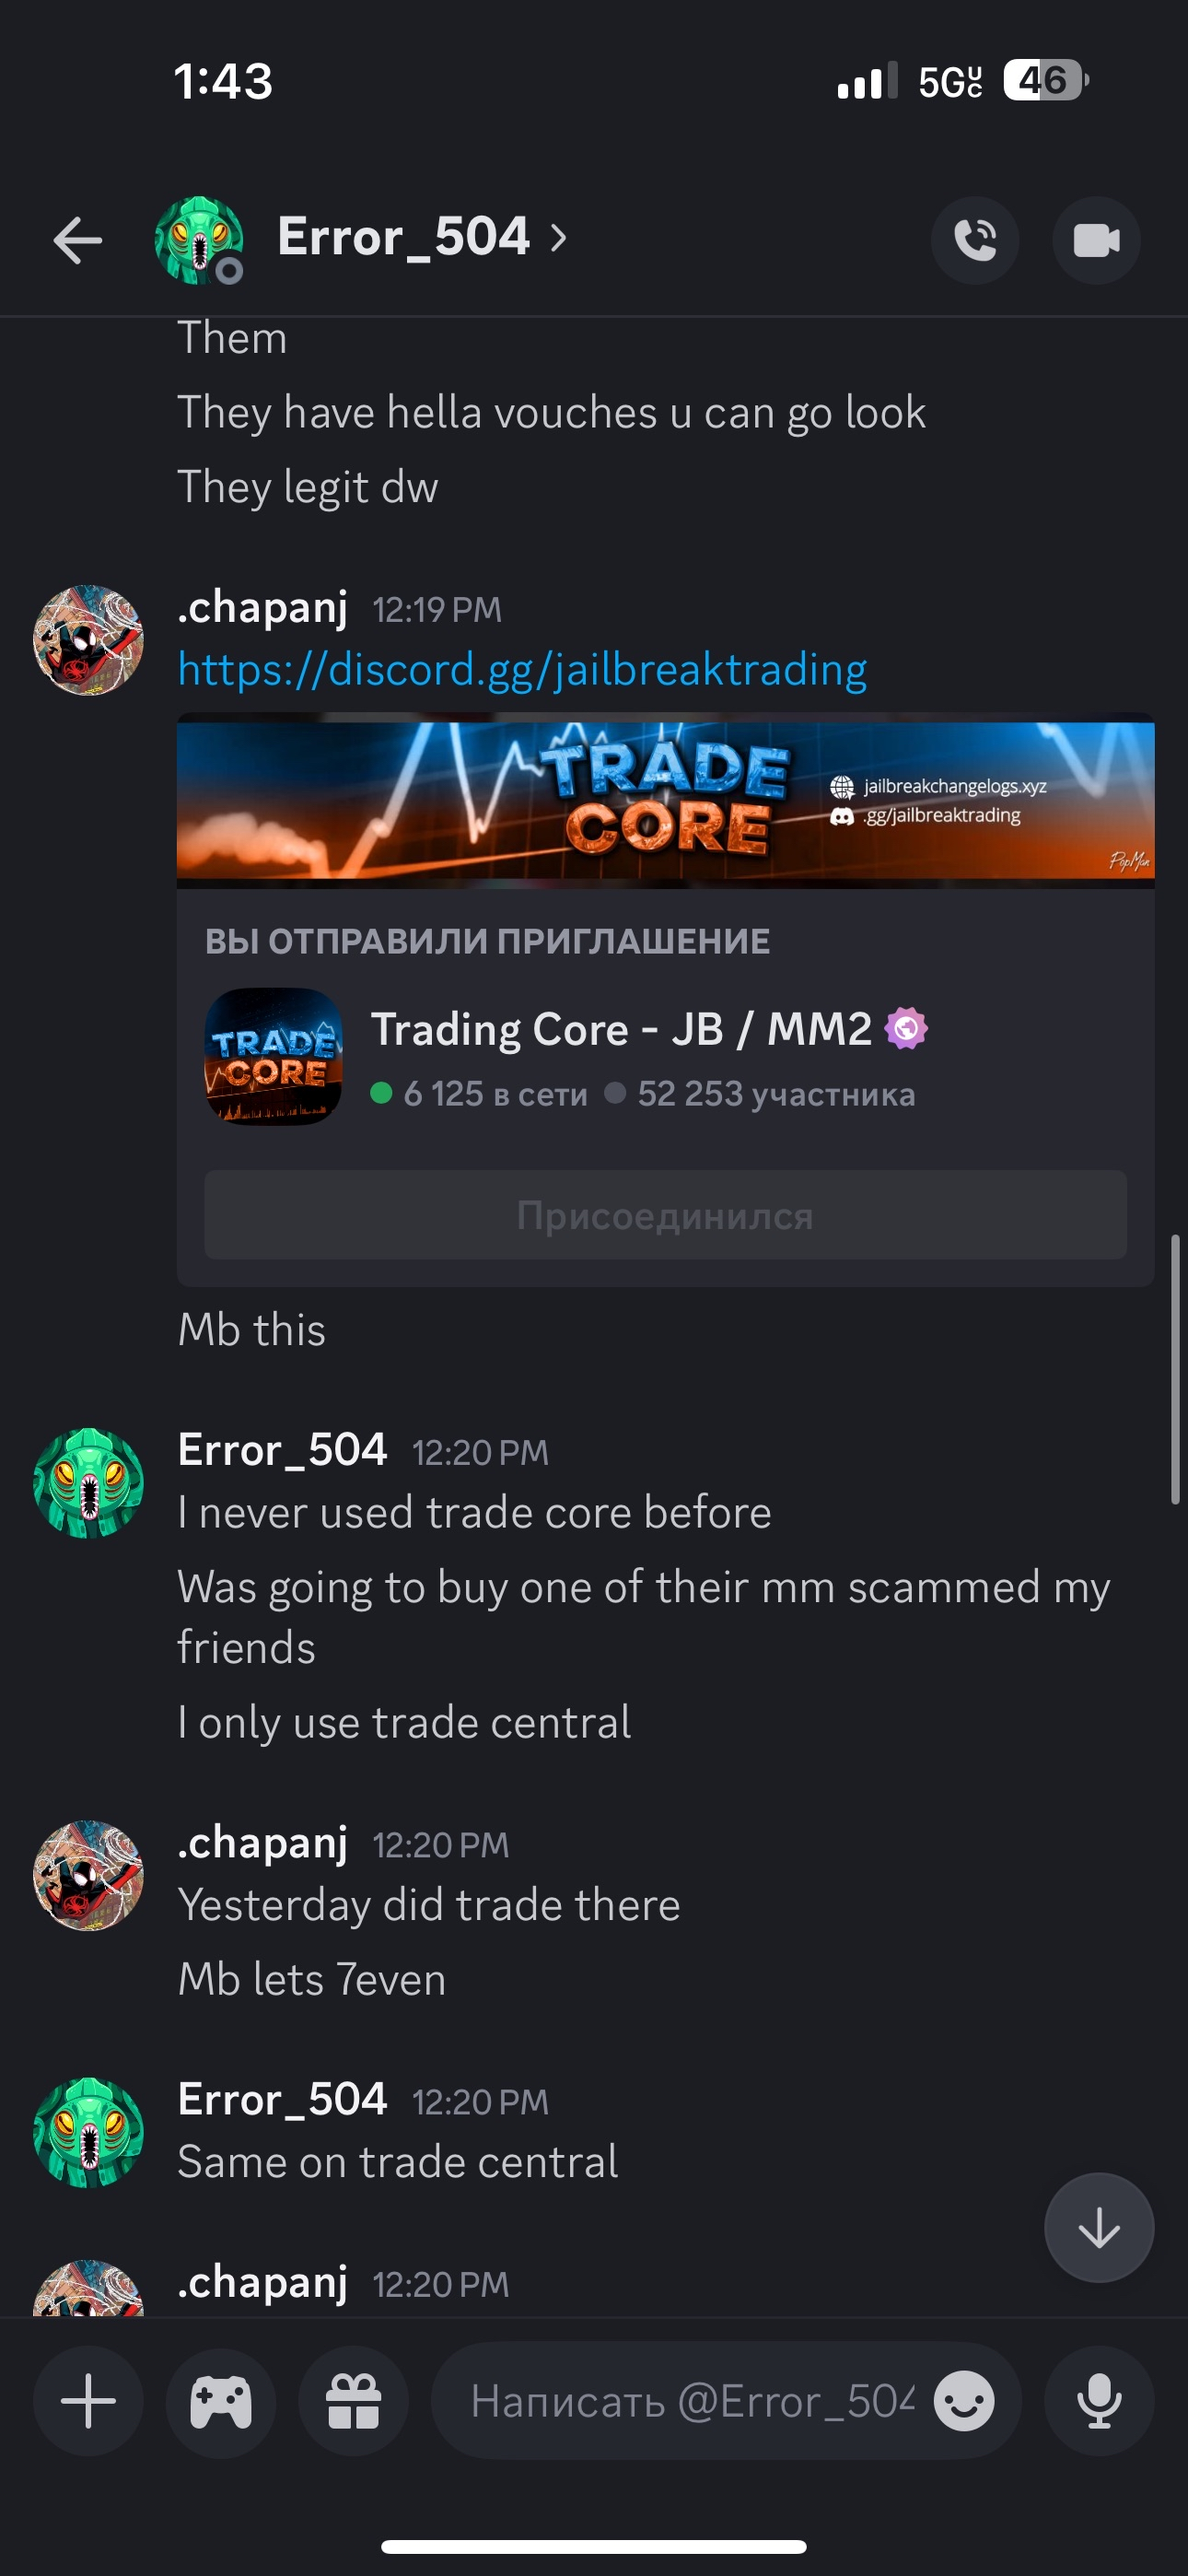 1:43
5G UC
46
Error_504
Them
They have hella vouches u can go look
They legit dw
.chapanj 12:19 PM
https://discord.gg/jailbreaktrading
TRADE
CORE
jailbreakchangelogs.xyz
.gg/jailbreaktrading
PopMan
ВЫ ОТПРАВИЛИ ПРИГЛАШЕНИЕ
TRADE
CORE
Trading Core - JB / MM2
6 125 в сети 52 253 участника
Присоединился
Mb this
Error_504 12:20 PM
I never used trade core before
Was going to buy one of their mm scammed my
friends
I only use trade central
.chapanj 12:20 PM
Yesterday did trade there
Mb lets 7even
Error_504 12:20 PM
Same on trade central
.chapanj 12:20 PM
Написать @Error_504